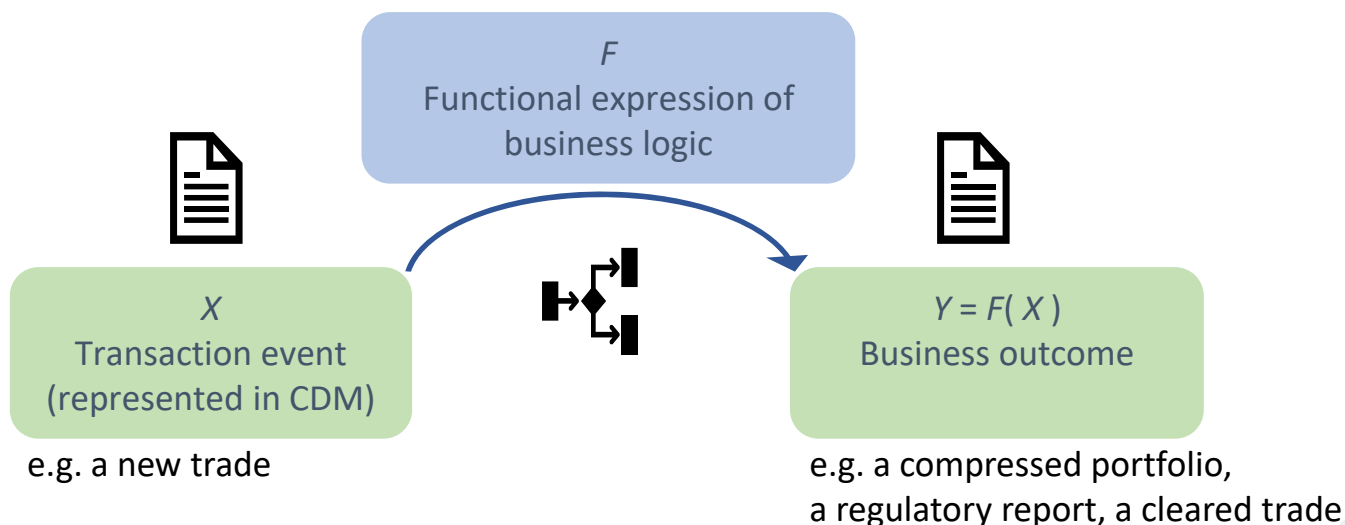 F
Functional expression of
business logic
X
Transaction event
(represented in CDM)
e.g. a new trade
Y = F( X )
Business outcome
e.g. a compressed portfolio,
a regulatory report, a cleared trade